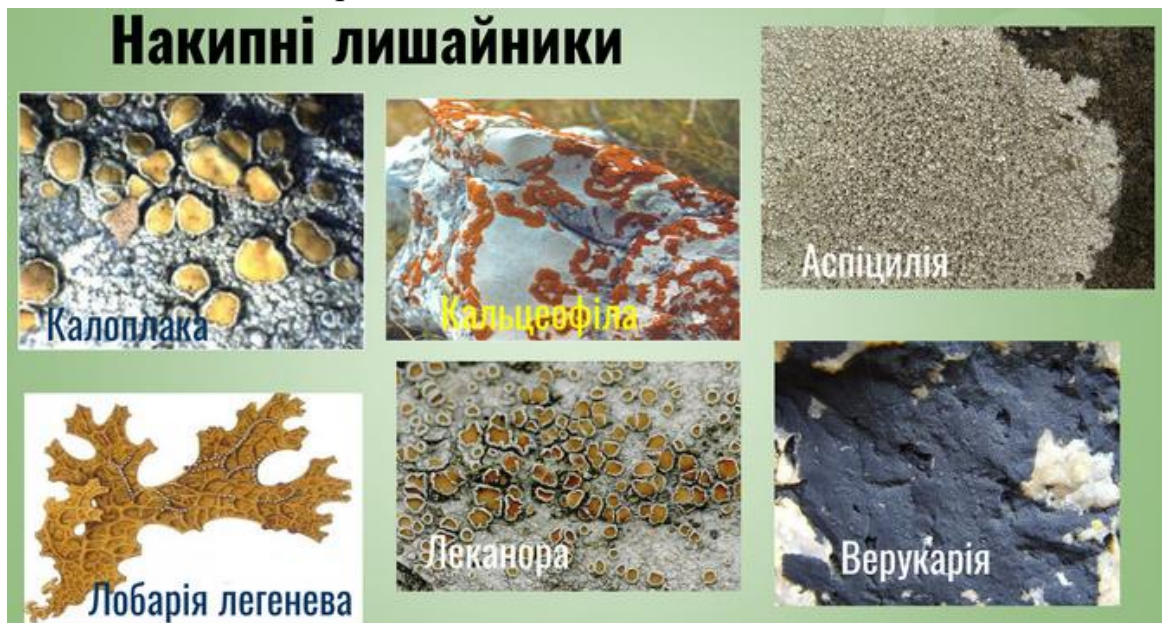 Накипні лишайники
Калоплака
Кальцеофіла
Аспіцилія
Лобарія легенева
Леканора
Верукарія